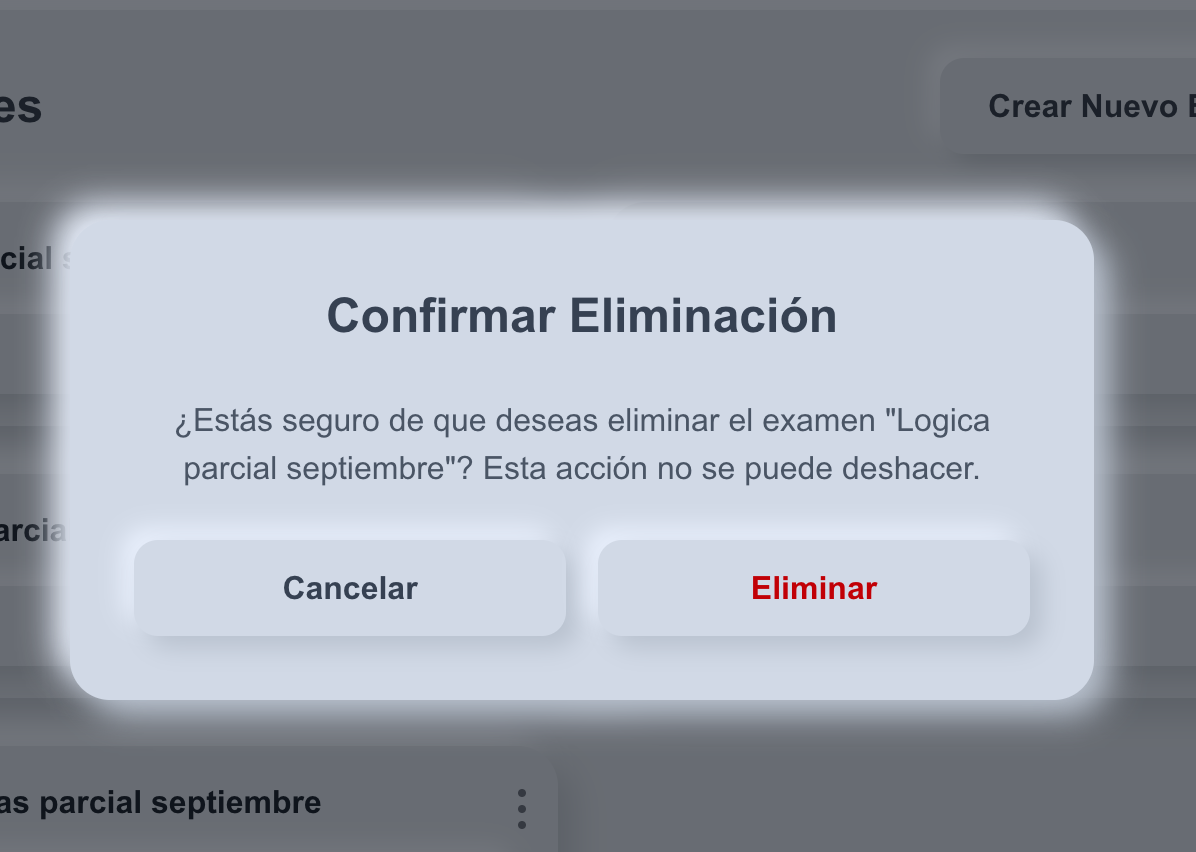 es
Crear Nuevo
cial
Confirmar Eliminación
¿Estás seguro de que deseas eliminar el examen "Logica
parcial septiembre"? Esta acción no se puede deshacer.
arcia
Cancelar
Eliminar
as parcial septiembre